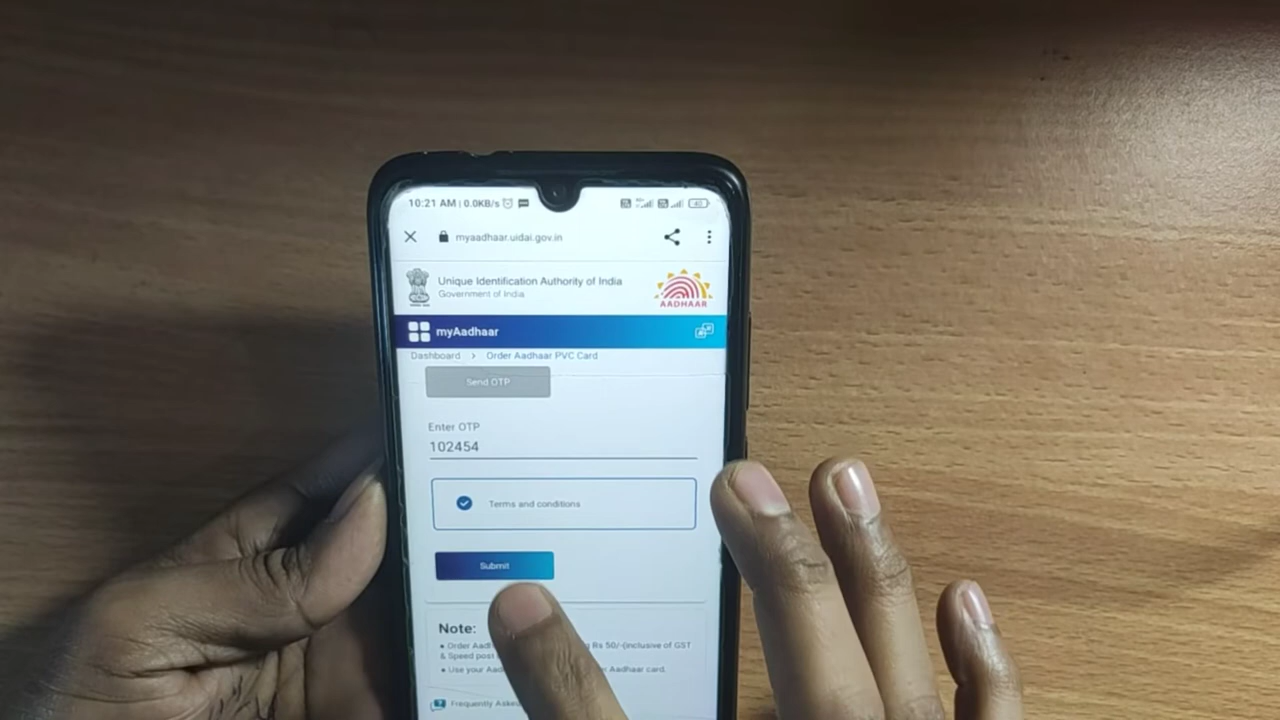 10:21 AM | 0.0KB/s
myaadhaar.uidai.gov.in
Unique Identification Authority of India
Government of India
AADHAAR
myAadhaar
Dashboard > Order Aadhaar PVC Card
Send OTP
Enter OTP
102454
Terms and conditions
Submit
Note:
• Order Rs 50/-(inclusive of GST
& Speed post
• Use your Aadhaar card.
Frequently